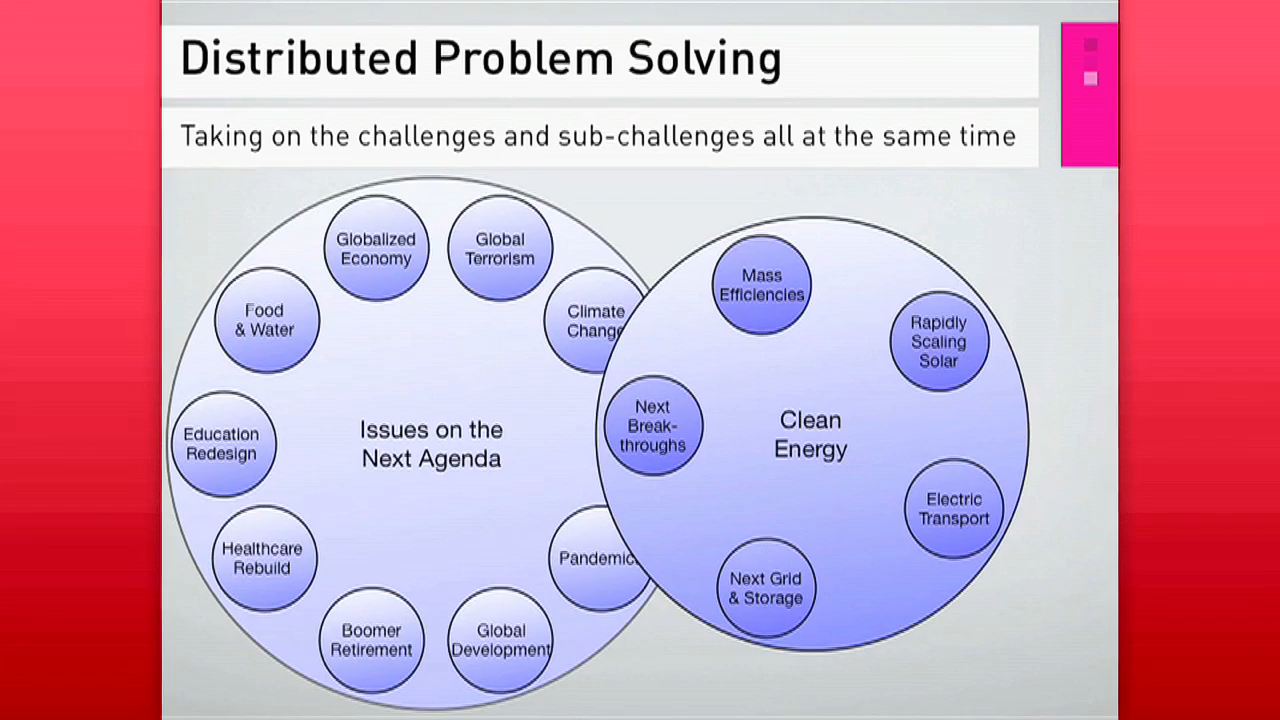 Distributed Problem Solving
Taking on the challenges and sub-challenges all at the same time
Globalized
Economy
Global
Terrorism
Food
& Water
Climate
Change
Education
Redesign
Issues on the
Next Agenda
Healthcare
Rebuild
Pandemic
Boomer
Retirement
Global
Development
Mass
Efficiencies
Rapidly
Scaling
Solar
Next
Break-
throughs
Clean
Energy
Electric
Transport
Next Grid
& Storage